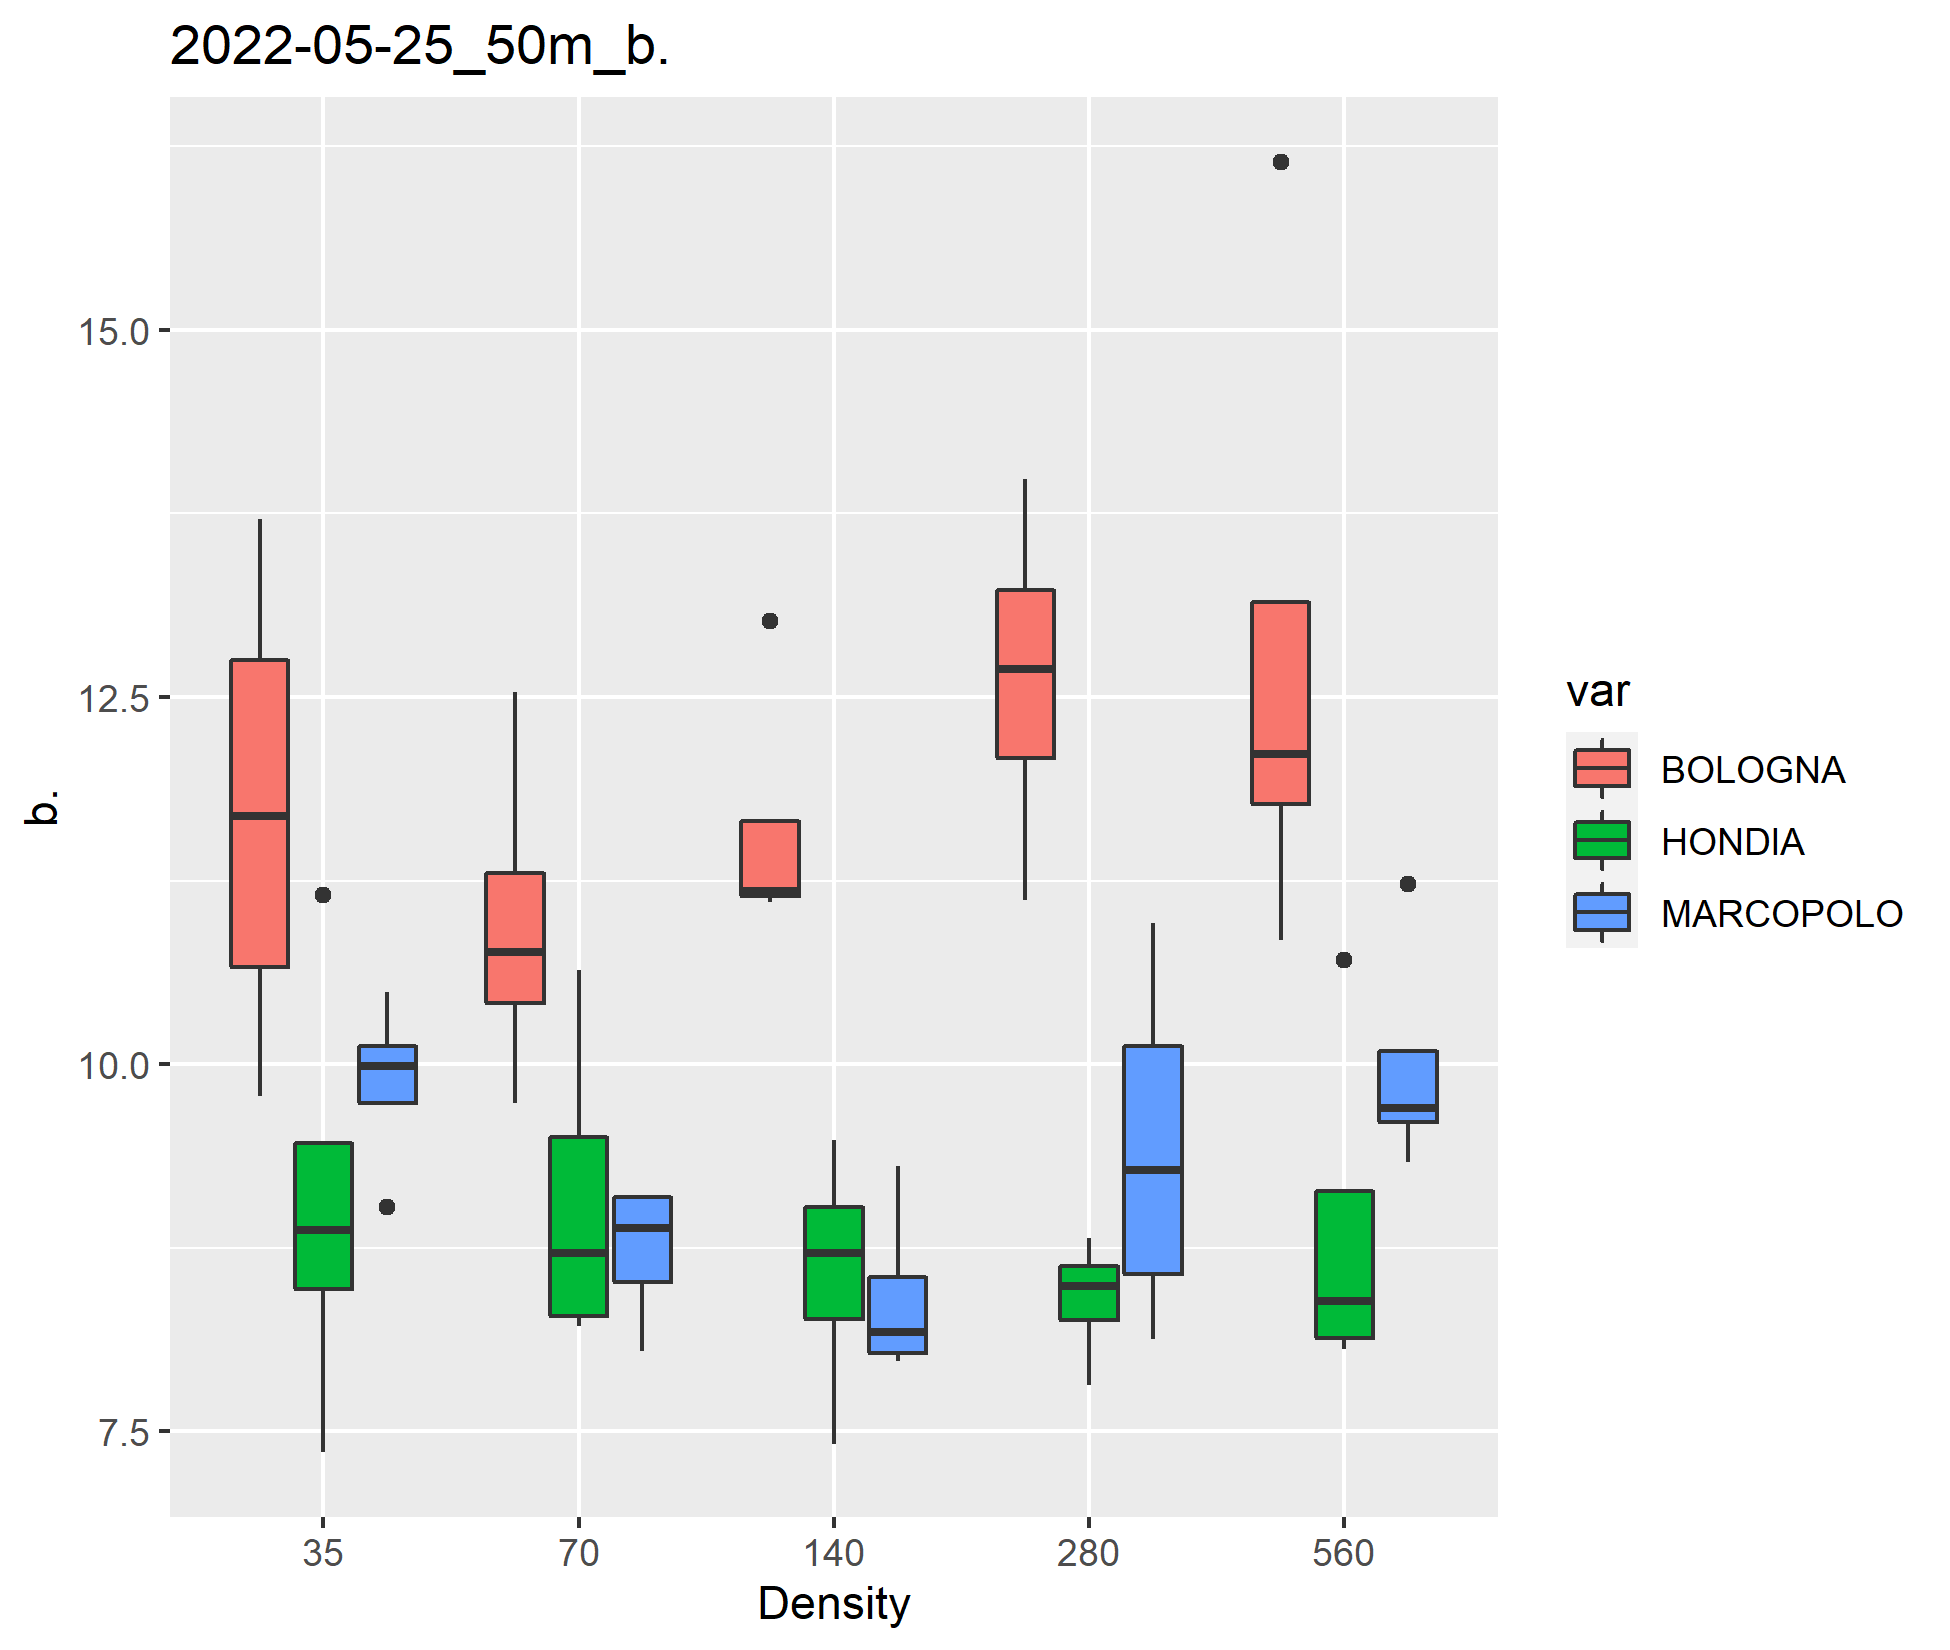 2022-05-25_50m_b.
15.0
12.5
10.0
7.5
b.
35 70 140 280 560
Density
var
BOLOGNA
HONDIA
MARCOPOLO